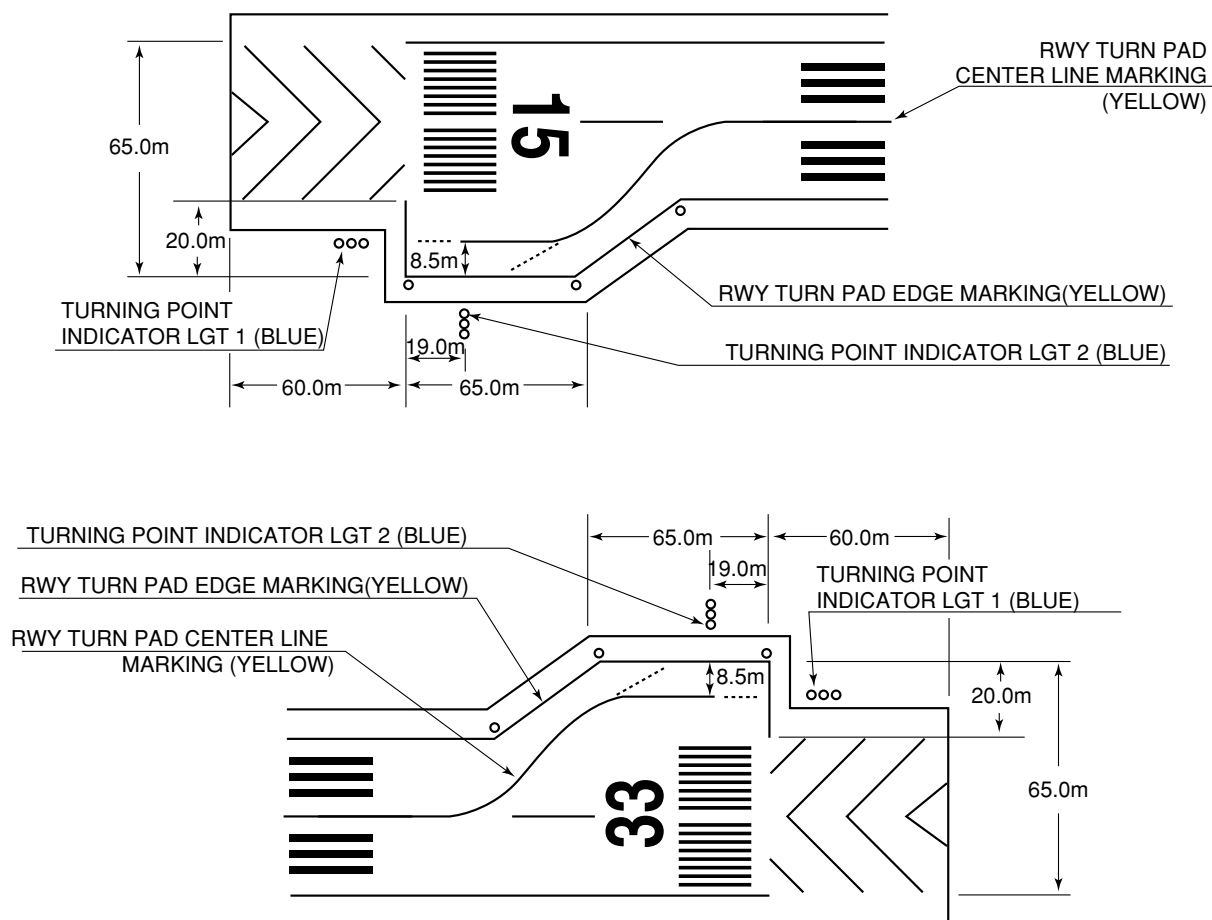 RWY TURN PAD
CENTER LINE MARKING
(YELLOW)
15
65.0m
20.0m
8.5m
TURNING POINT
INDICATOR LGT 1 (BLUE)
RWY TURN PAD EDGE MARKING(YELLOW)
19.0m
TURNING POINT INDICATOR LGT 2 (BLUE)
60.0m
65.0m
TURNING POINT INDICATOR LGT 2 (BLUE)
65.0m
60.0m
19.0m
TURNING POINT
INDICATOR LGT 1 (BLUE)
RWY TURN PAD EDGE MARKING(YELLOW)
RWY TURN PAD CENTER LINE
MARKING (YELLOW)
8.5m
20.0m
65.0m
33